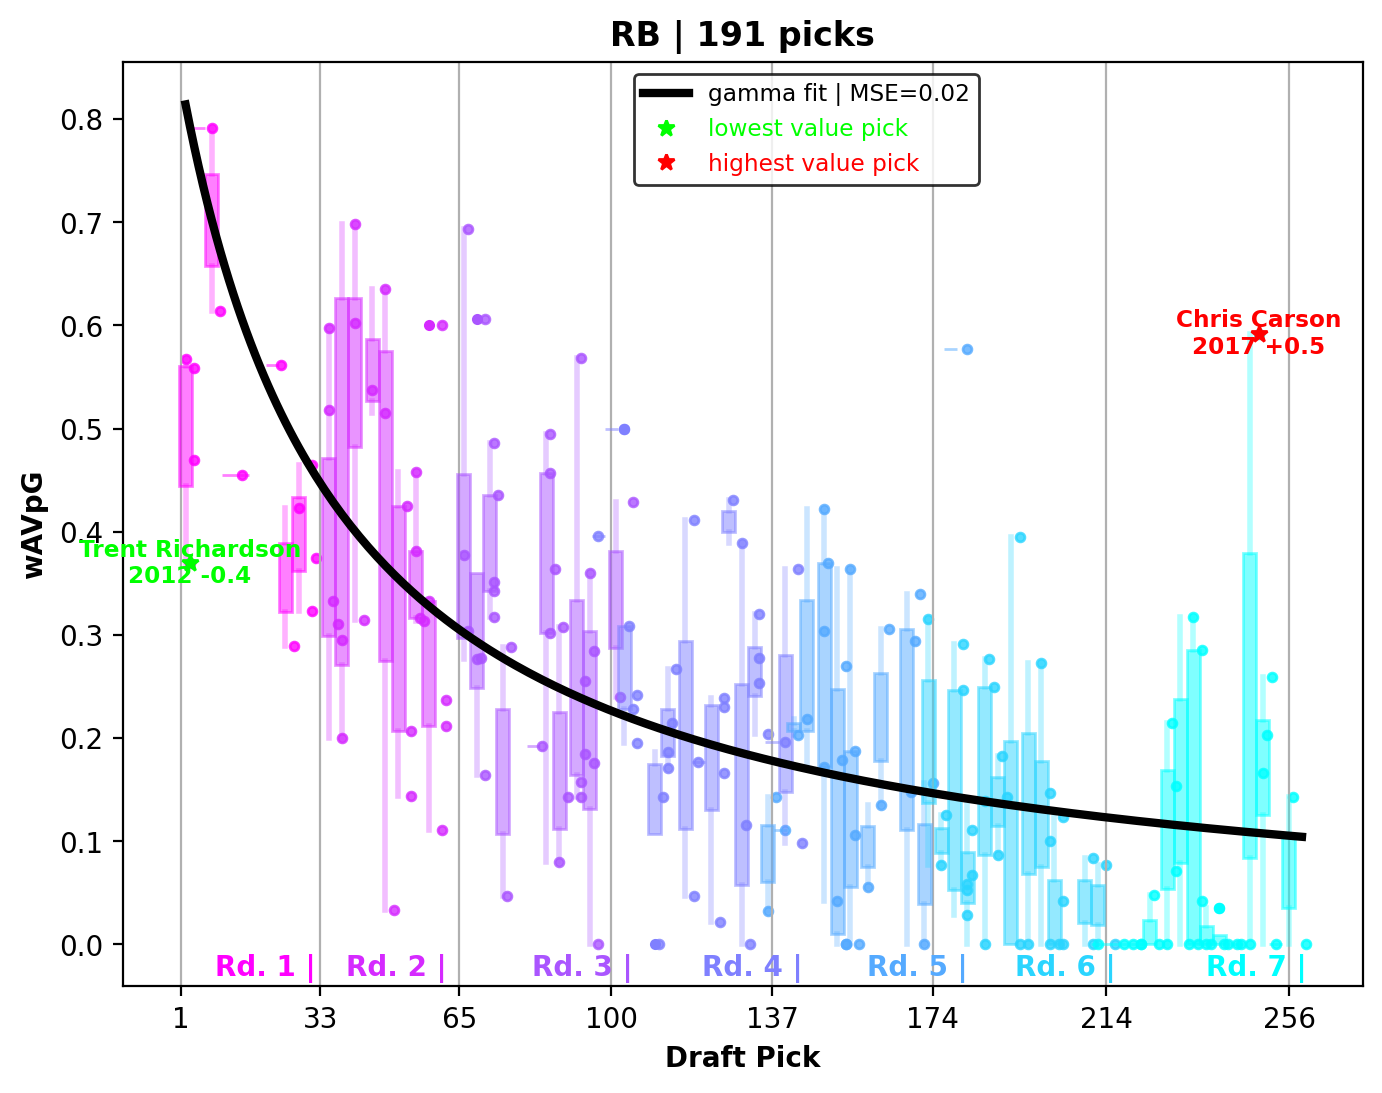 RB | 191 picks
gamma fit | MSE=0.02
lowest value pick
highest value pick
Chris Carson
2017 +0.5
Trent Richardson
2012 -0.4
wAVpG
0.8
0.7
0.6
0.5
0.4
0.3
0.2
0.1
0.0
Rd. 1 | Rd. 2 | Rd. 3 | Rd. 4 | Rd. 5 | Rd. 6 | Rd. 7 |
1 33 65 100 137 174 214 256
Draft Pick